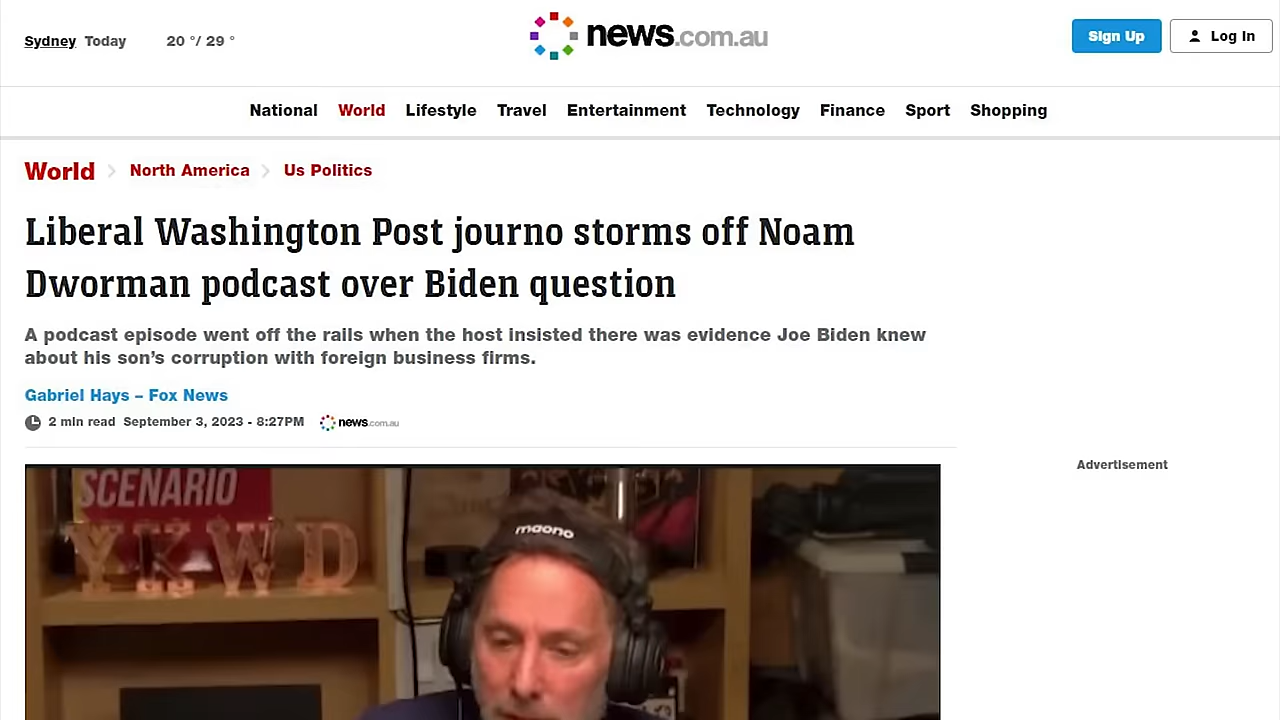 Sydney Today 20 °/ 29 °
news.com.au
Sign Up
Log In
National World Lifestyle Travel Entertainment Technology Finance Sport Shopping
World North America Us Politics
Liberal Washington Post journo storms off Noam
Dworman podcast over Biden question
A podcast episode went off the rails when the host insisted there was evidence Joe Biden knew
about his son’s corruption with foreign business firms.
Gabriel Hays – Fox News
2 min read September 3, 2023 - 8:27PM news.com.au
Advertisement
SCENARIO
YKWD
maono